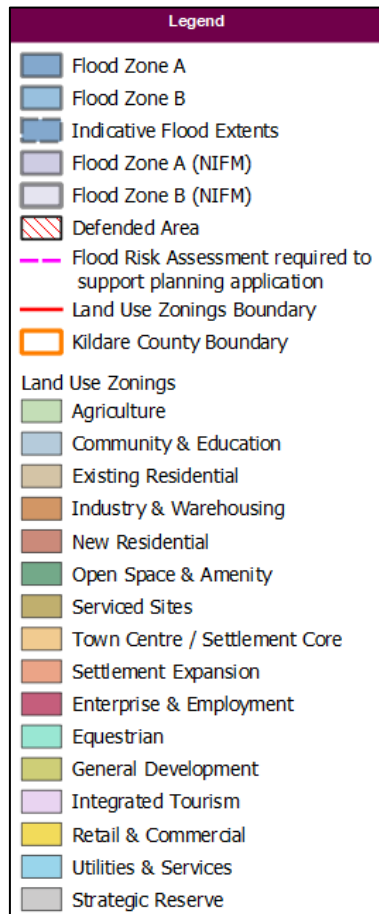 Legend
Flood Zone A
Flood Zone B
Indicative Flood Extents
Flood Zone A (NIFM)
Flood Zone B (NIFM)
Defended Area
Flood Risk Assessment required to
support planning application
Land Use Zonings Boundary
Kildare County Boundary
Land Use Zonings
Agriculture
Community & Education
Existing Residential
Industry & Warehousing
New Residential
Open Space & Amenity
Serviced Sites
Town Centre / Settlement Core
Settlement Expansion
Enterprise & Employment
Equestrian
General Development
Integrated Tourism
Retail & Commercial
Utilities & Services
Strategic Reserve